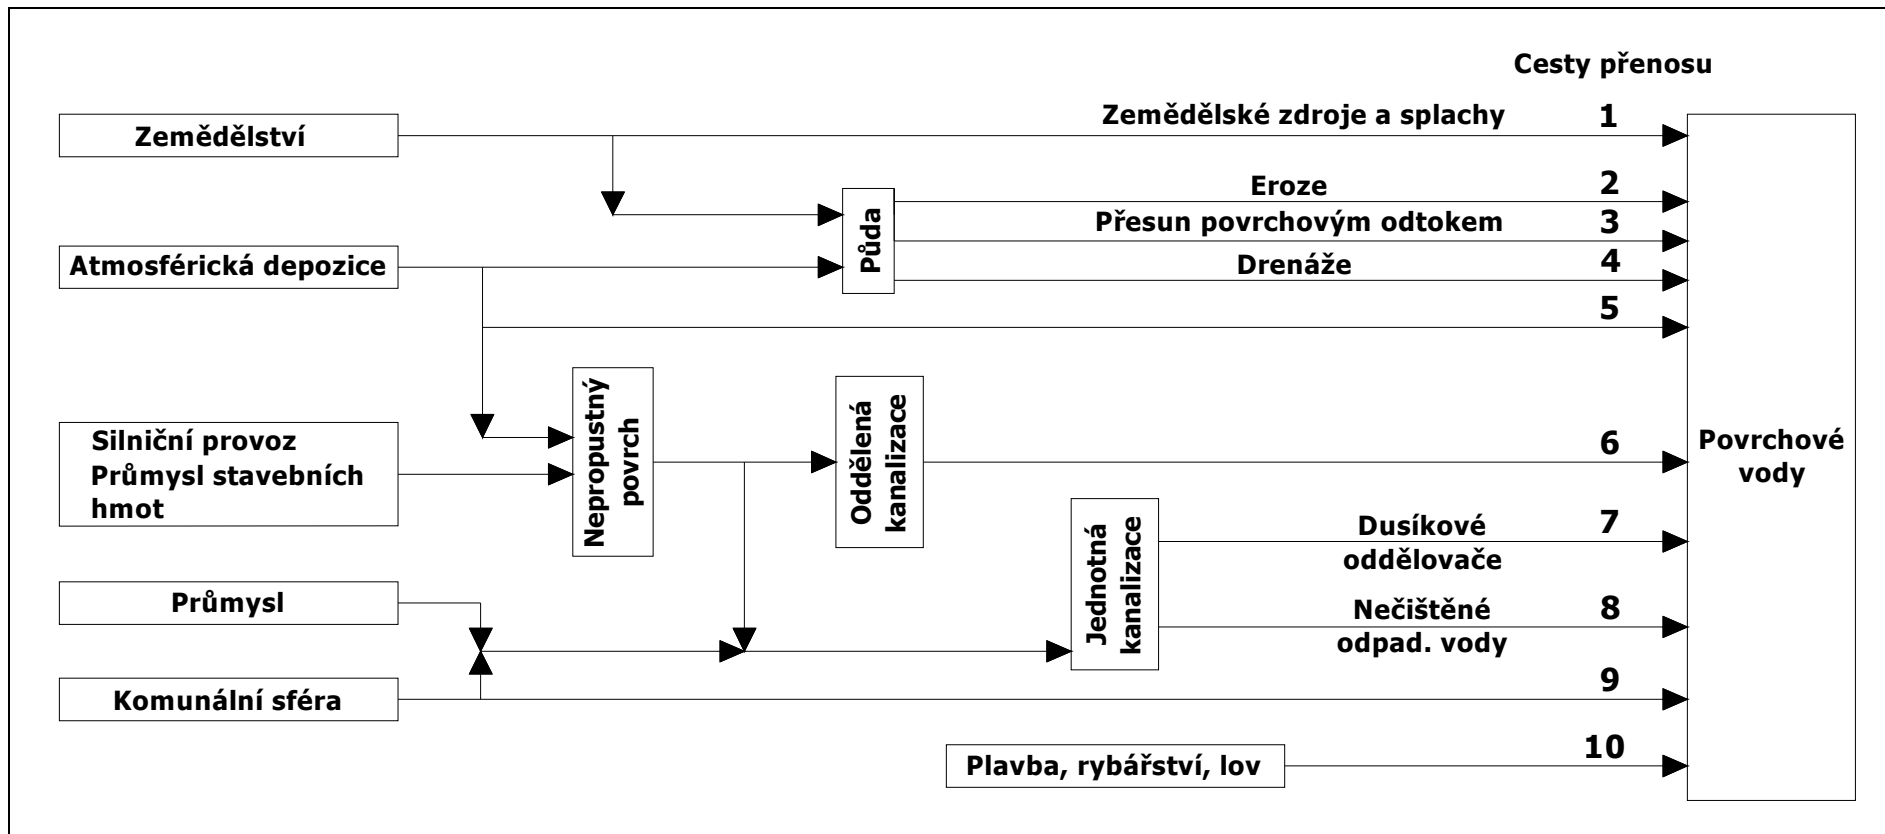 Cesty přenosu
Zemědělství
Zemědělské zdroje a splachy
1
Eroze
2
Přesun povrchovým odtokem
3
Drenáže
4
Půda
Atmosférická depozice
5
Silniční provoz
Průmysl stavebních
hmot
Nepropustný
povrch
Oddělená
kanalizace
6
Povrchové
vody
Jednotná
kanalizace
Dusíkové
oddělovače
7
Průmysl
Nečištěné
odpad. vody
8
Komunální sféra
9
Plavba, rybářství, lov
10